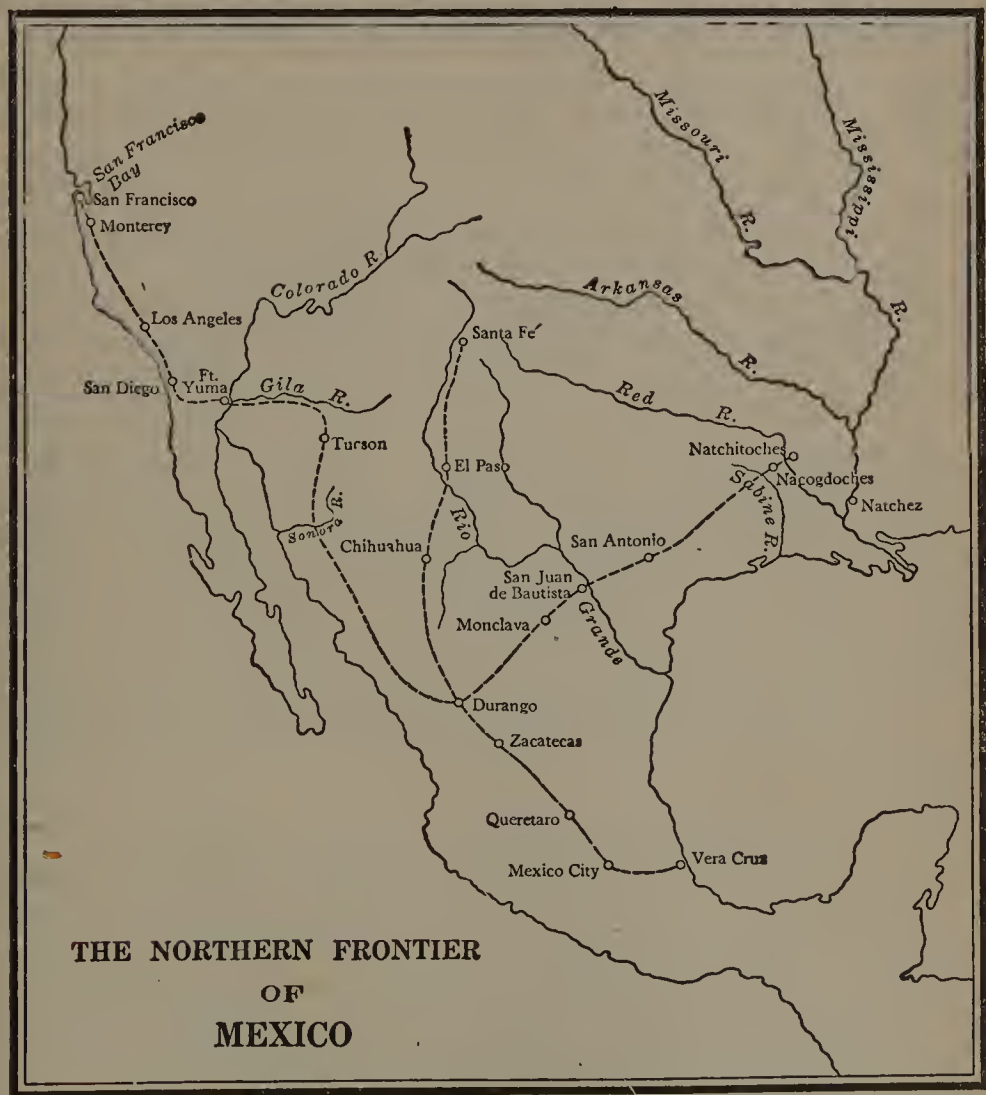 San Francisco
Bay
San Francisco
Monterey
Colorado R
Los Angeles
San Diego
Ft.
Yuma
Gila R.
Tucson
Sonora R.
Santa Fé
El Paso
Rio Grande
Chihuahua
Missouri R.
Mississippi R.
Arkansas R.
Red R.
Natchitoches
Nacogdoches
Sabine R.
Natchez
San Antonio
San Juan
de Bautista
Monclava
Durango
Zacatecas
Queretaro
Mexico City
Vera Cruz
THE NORTHERN FRONTIER
OF
MEXICO